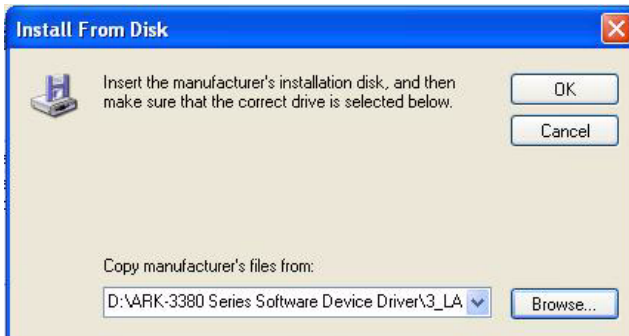 Install From Disk
Insert the manufacturer's installation disk, and then
make sure that the correct drive is selected below.
OK
Cancel
Copy manufacturer's files from:
D:\ARK-3380 Series Software Device Driver\3_LA
Browse...